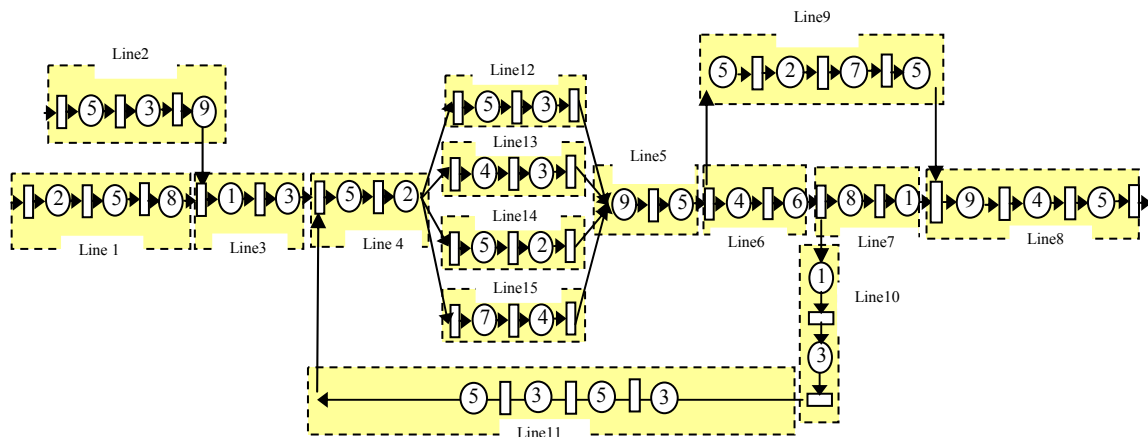 Line9
5 2 7 5
Line2
5 3 9
Line12
5 3
Line13
4 3
Line5
9 5
Line 1
2 5 8
Line3
1 3
Line 4
5 2
Line6
4 6
Line7
8 1
Line8
9 4 5
Line14
5 2
Line15
7 4
Line10
1
3
5 3 5 3
Line11